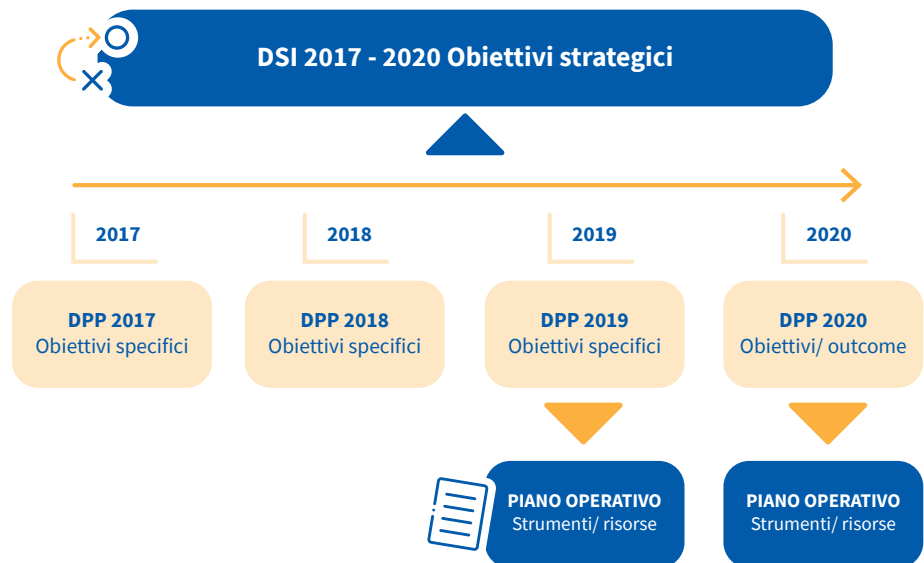 DSI 2017 - 2020 Obiettivi strategici
2017
2018
2019
2020
DPP 2017
Obiettivi specifici
DPP 2018
Obiettivi specifici
DPP 2019
Obiettivi specifici
DPP 2020
Obiettivi/ outcome
PIANO OPERATIVO
Strumenti/ risorse
PIANO OPERATIVO
Strumenti/ risorse